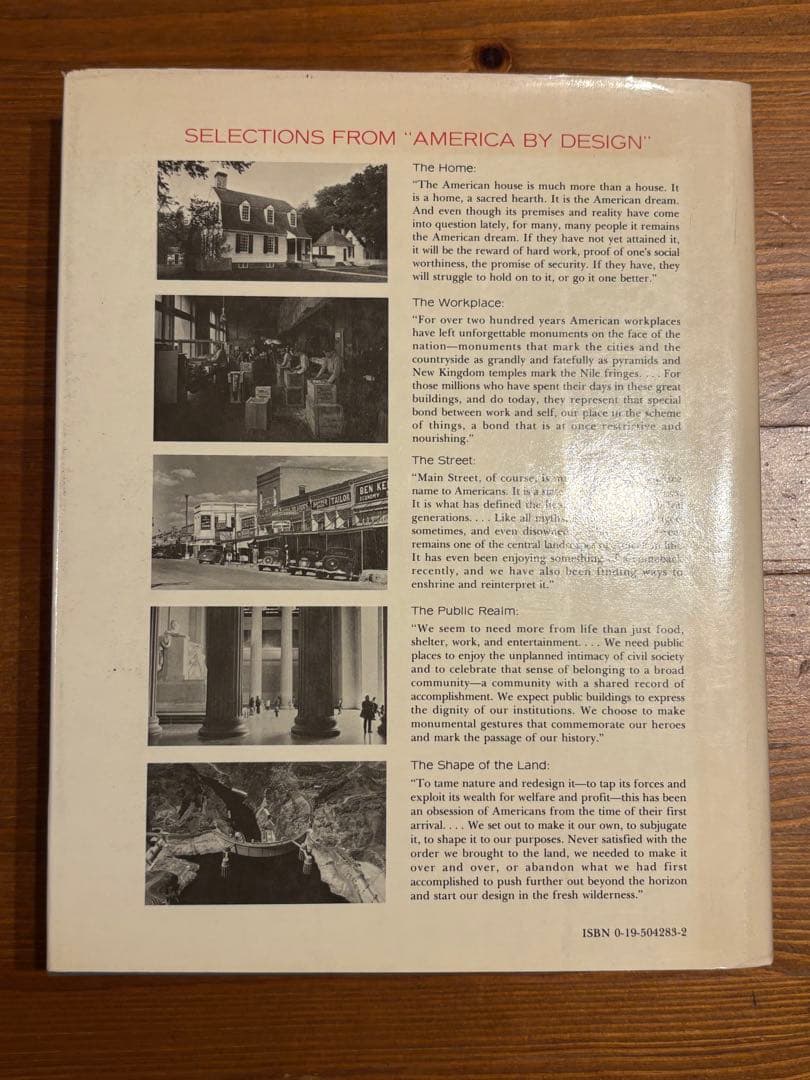 SELECTIONS FROM "AMERICA BY DESIGN"
The Home:
"The American house is much more than a house. It
is a home, a sacred hearth. It is the American dream.
And even though its premises and reality have come
into question lately, for many, many people it remains
the American dream. If they have not yet attained it,
it will be the reward of hard work, proof of one's social
worthiness, the promise of security. If they have, they
will struggle to hold on to it, or go it one better."
The Workplace:
"For over two hundred years American workplaces
have left unforgettable monuments on the face of the
nation—monuments that mark the cities and the
countryside as grandly and fatefully as pyramids and
New Kingdom temples mark the Nile fringes. . . . For
those millions who have spent their days in these great
buildings, and do today, they represent that special
bond between work and self, our place in the scheme
of things, a bond that is at once restrictive and
nourishing."
The Street:
"Main Street, of course, is
name to Americans. It is a
It is what has defined the
generations. . . . Like all myths,
sometimes, and even disowned
remains one of the central
It has even been enjoying something comeback
recently, and we have also been finding ways to
enshrine and reinterpret it."
TAILOR
BEN
ECONOMY
The Public Realm:
"We seem to need more from life than just food,
shelter, work, and entertainment. . . . We need public
places to enjoy the unplanned intimacy of civil society
and to celebrate that sense of belonging to a broad
community—a community with a shared record of
accomplishment. We expect public buildings to express
the dignity of our institutions. We choose to make
monumental gestures that commemorate our heroes
and mark the passage of our history."
The Shape of the Land:
"To tame nature and redesign it—to tap its forces and
exploit its wealth for welfare and profit—this has been
an obsession of Americans from the time of their first
arrival. . . . We set out to make it our own, to subjugate
it, to shape it to our purposes. Never satisfied with the
order we brought to the land, we needed to make it
over and over, or abandon what we had first
accomplished to push further out beyond the horizon
and start our design in the fresh wilderness."
ISBN 0-19-504283-2